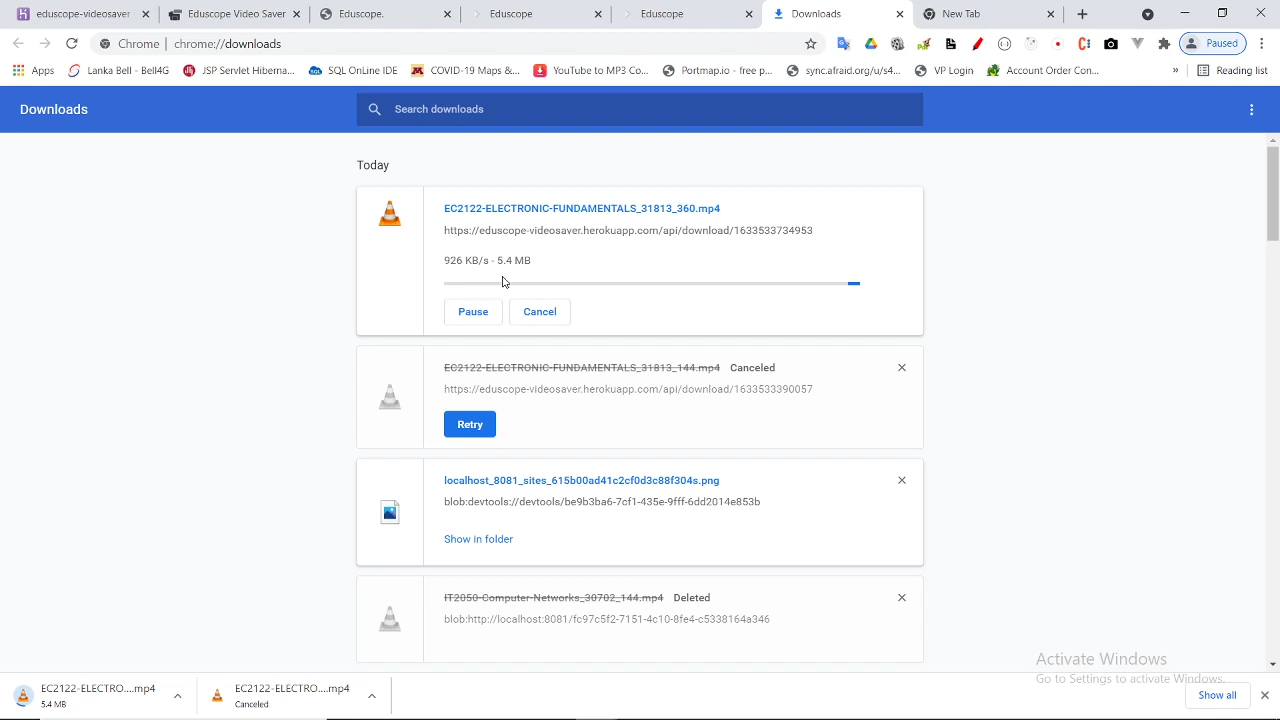 eduscope-videosaver
Eduscope Video Saver
Eduscope.
Eduscope
Eduscope
Downloads
New Tab
Chrome | chrome://downloads
Paused
Apps
Lanka Bell - Bell4G
JSP Servlet Hiberna...
SQL Online IDE
COVID-19 Maps &...
YouTube to MP3 Co...
Portmap.io - free p...
sync.afraid.org/u/s4...
VP Login
Account Order Con...
»
Reading list
Downloads
Search downloads
Today
EC2122-ELECTRONIC-FUNDAMENTALS_31813_360.mp4
https://eduscope-videosaver.herokuapp.com/api/download/1633533734953
926 KB/s - 5.4 MB
Pause
Cancel
EC2122-ELECTRONIC-FUNDAMENTALS_31813_144.mp4 Canceled
https://eduscope-videosaver.herokuapp.com/api/download/1633533390057
Retry
localhost_8081_sites_615b00ad41c2cf0d3c88f304s.png
blob:devtools://devtools/be9b3ba6-7cf1-435e-9fff-6dd2014e853b
Show in folder
IT2050-Computer-Networks_30702_144.mp4 Deleted
blob:http://localhost:8081/fc97c5f2-7151-4c10-8fe4-c5338164a346
Activate Windows
Go to Settings to activate Windows.
EC2122-ELECTRO....mp4
5.4 MB
EC2122-ELECTRO....mp4
Canceled
Show all